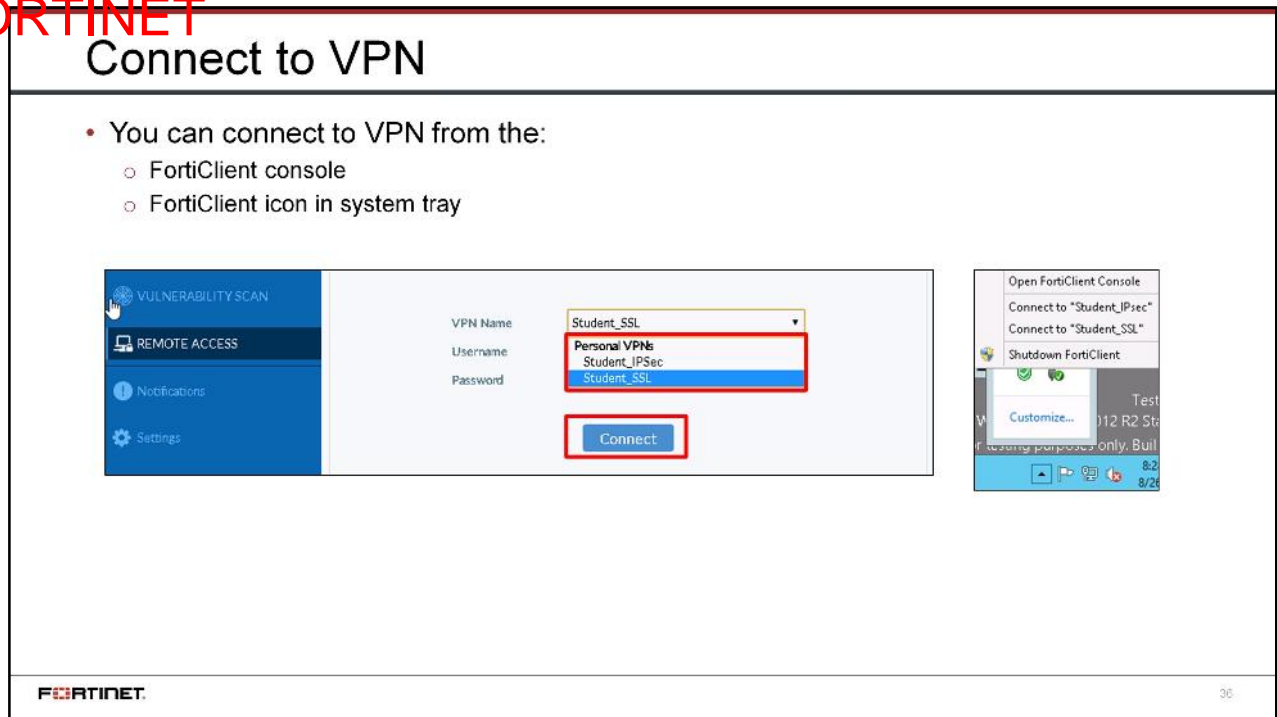 ORTINET
Connect to VPN
• You can connect to VPN from the:
o FortiClient console
o FortiClient icon in system tray
VULNERABILITY SCAN
REMOTE ACCESS
Notifications
Settings
VPN Name
Student_SSL
Username
Personal VPNs
Student_IPSec
Password
Student_SSL
Connect
Open FortiClient Console
Connect to "Student_IPsec"
Connect to "Student_SSL"
Shutdown FortiClient
Customize...
Test
012 R2 Sta
only. Buil
8:2
8/26
FORTINET.
36